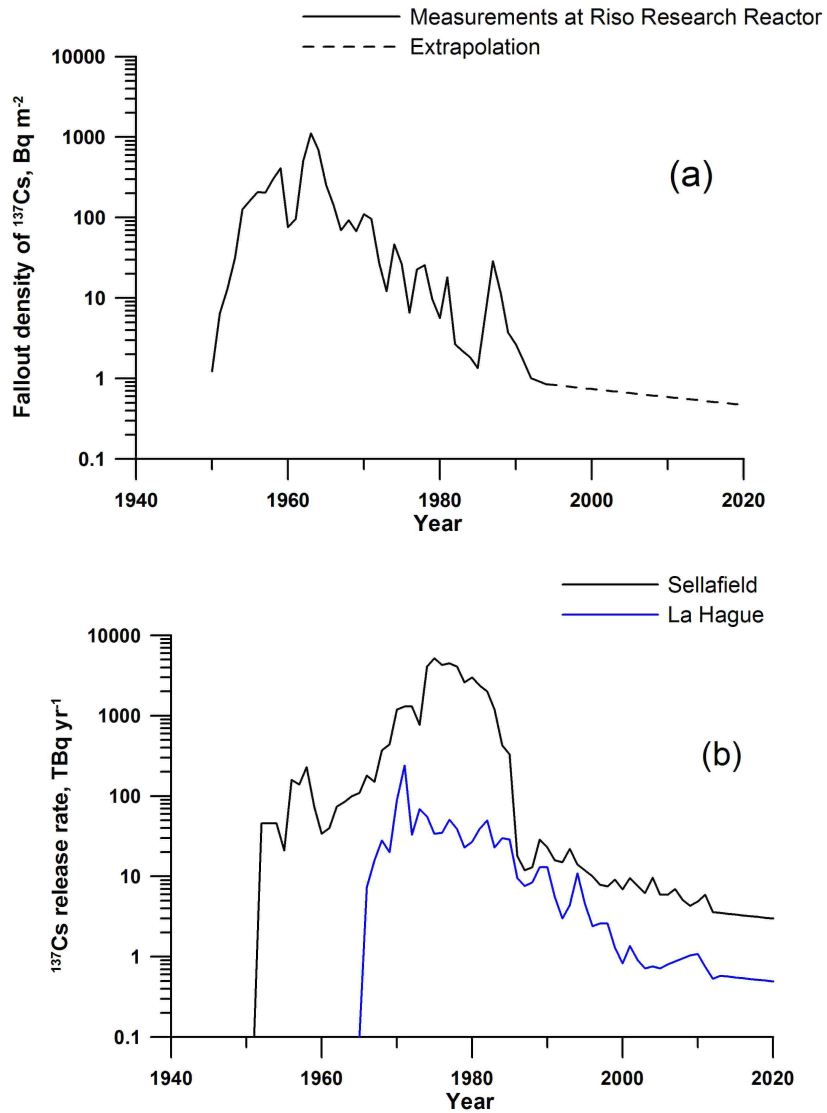 Measurements at Riso Research Reactor
Extrapolation
10000
1000
100
10
1
0.1
Fallout density of ¹³⁷Cs, Bq m⁻²
(a)
1940 1960 1980 2000 2020
Year
Sellafield
La Hague
10000
1000
100
10
1
0.1
¹³⁷Cs release rate, TBq yr⁻¹
(b)
1940 1960 1980 2000 2020
Year